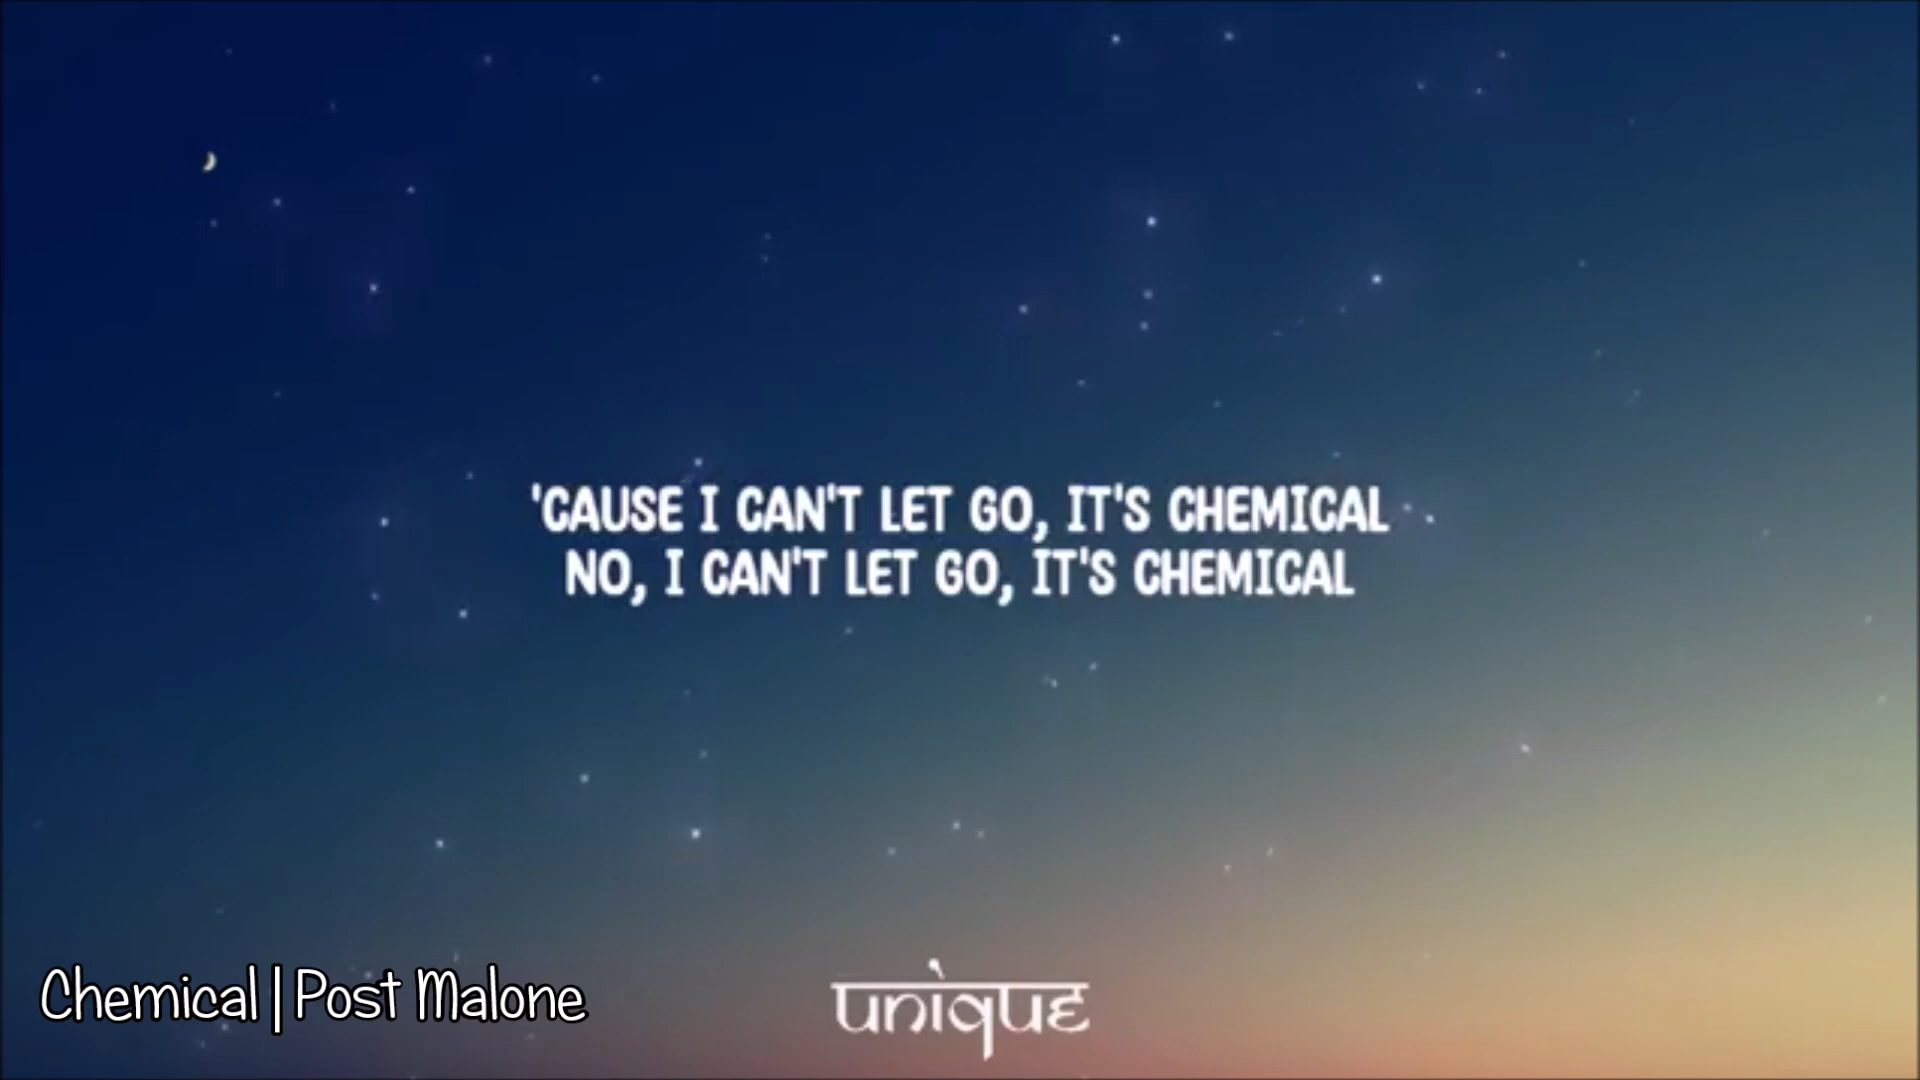 'CAUSE I CAN'T LET GO, IT'S CHEMICAL
NO, I CAN'T LET GO, IT'S CHEMICAL
Chemical | Post Malone
unique